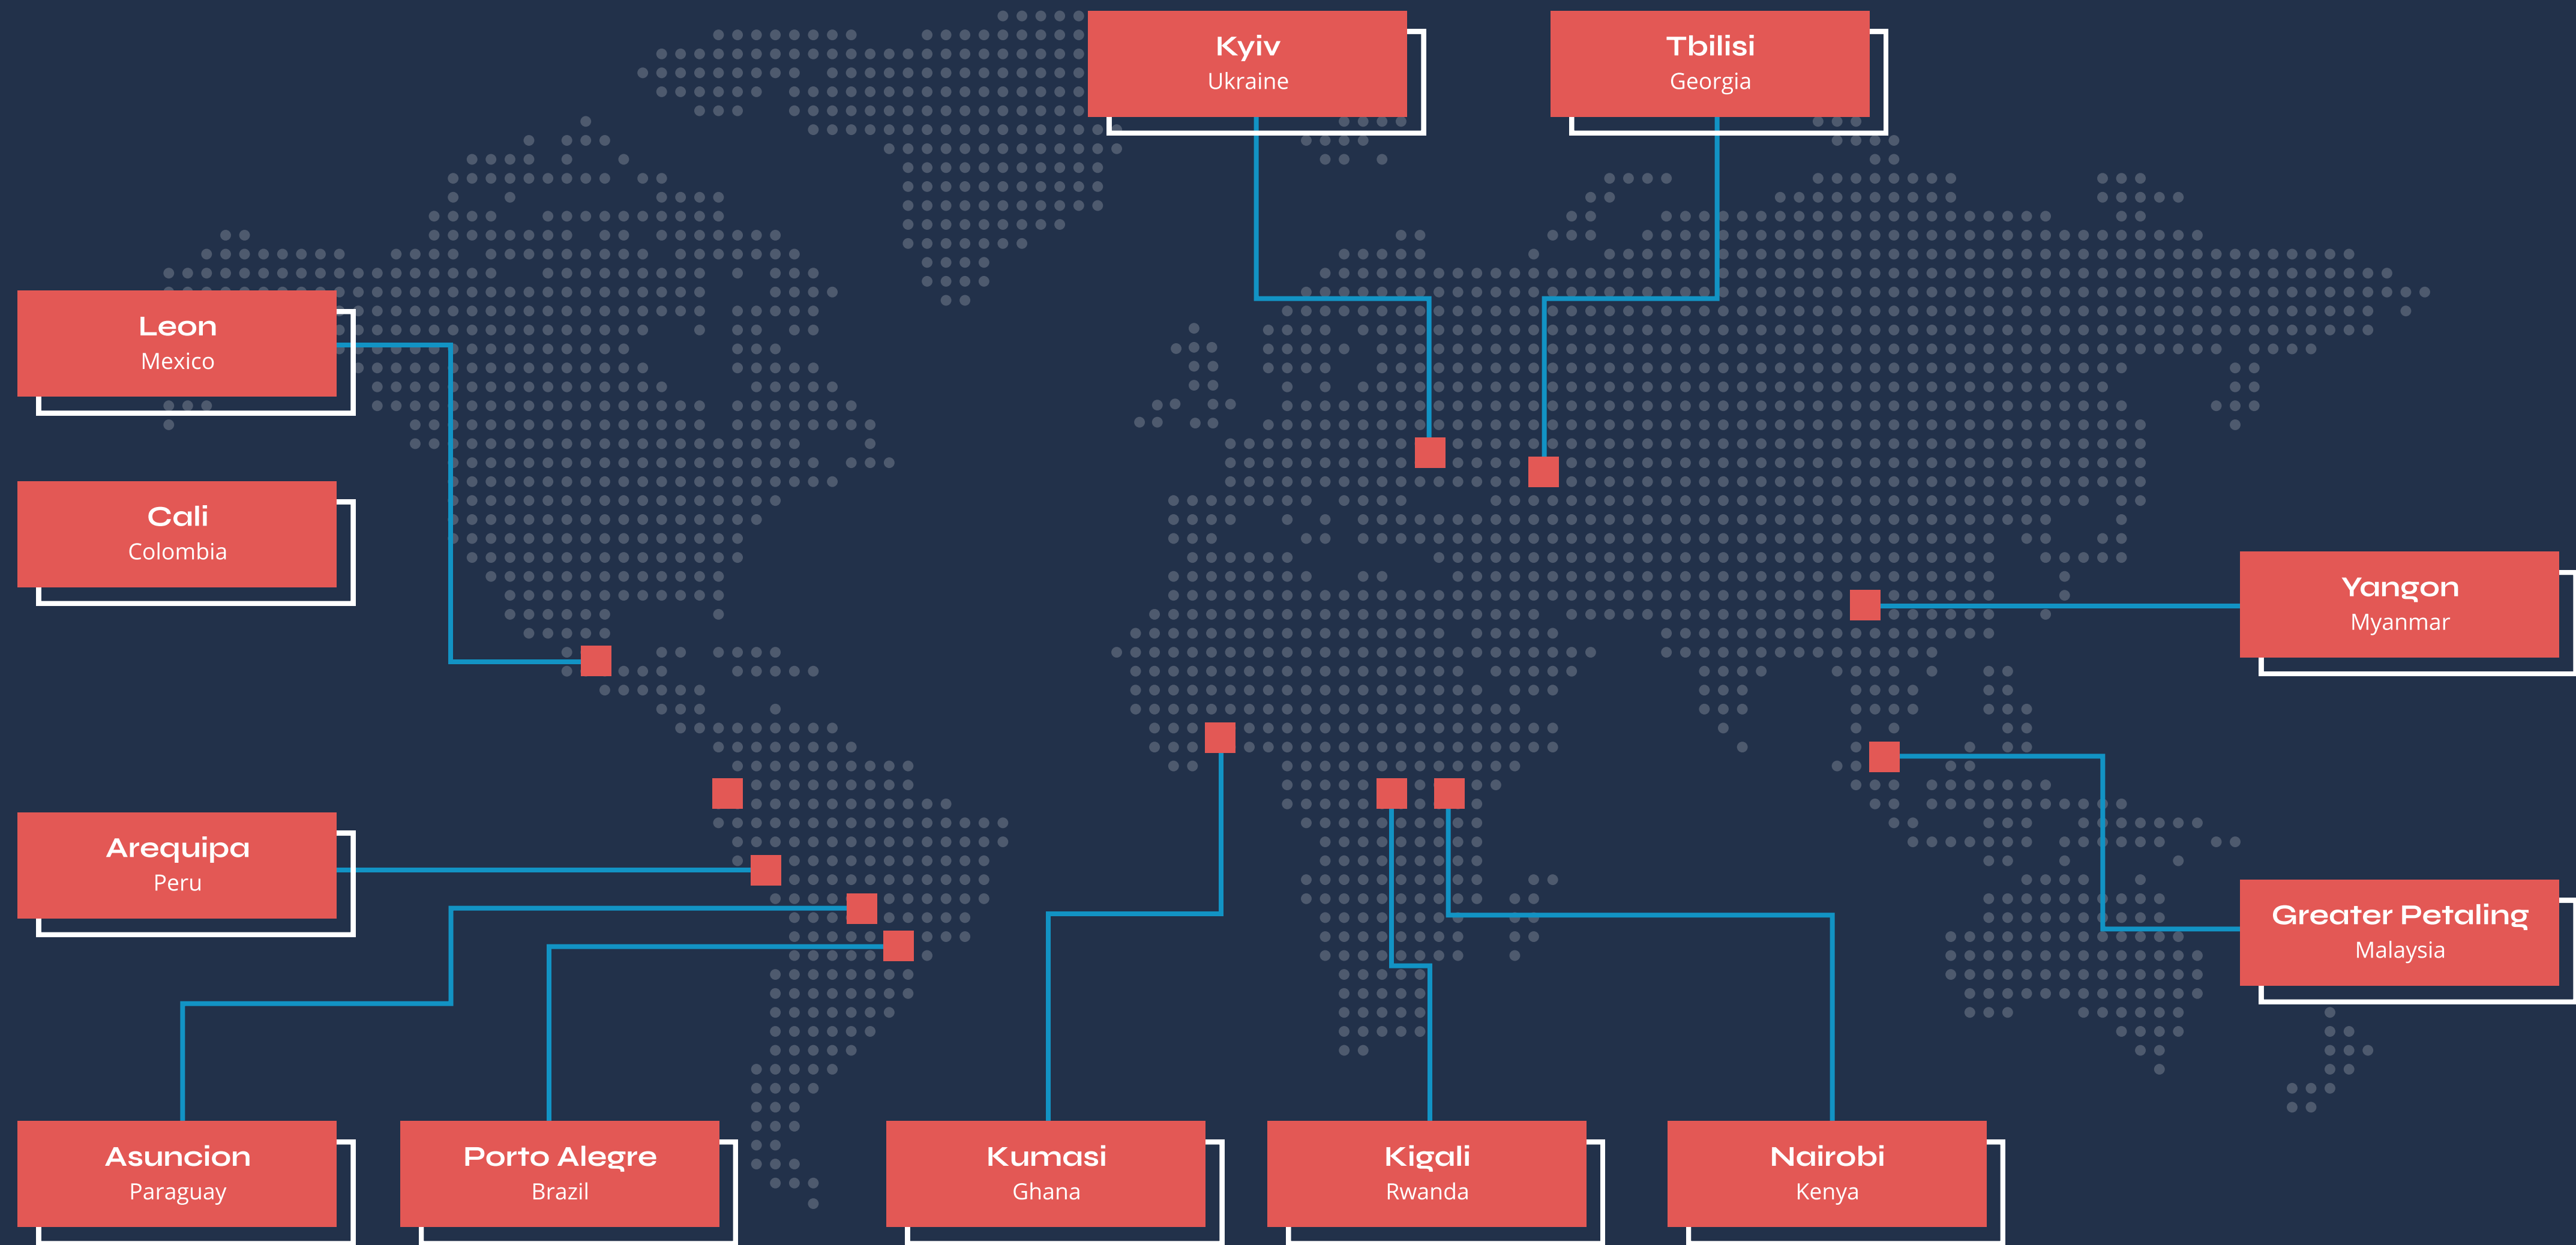 Kyiv
Ukraine
Tbilisi
Georgia
Leon
Mexico
Cali
Colombia
Yangon
Myanmar
Arequipa
Peru
Greater Petaling
Malaysia
Asuncion
Paraguay
Porto Alegre
Brazil
Kumasi
Ghana
Kigali
Rwanda
Nairobi
Kenya